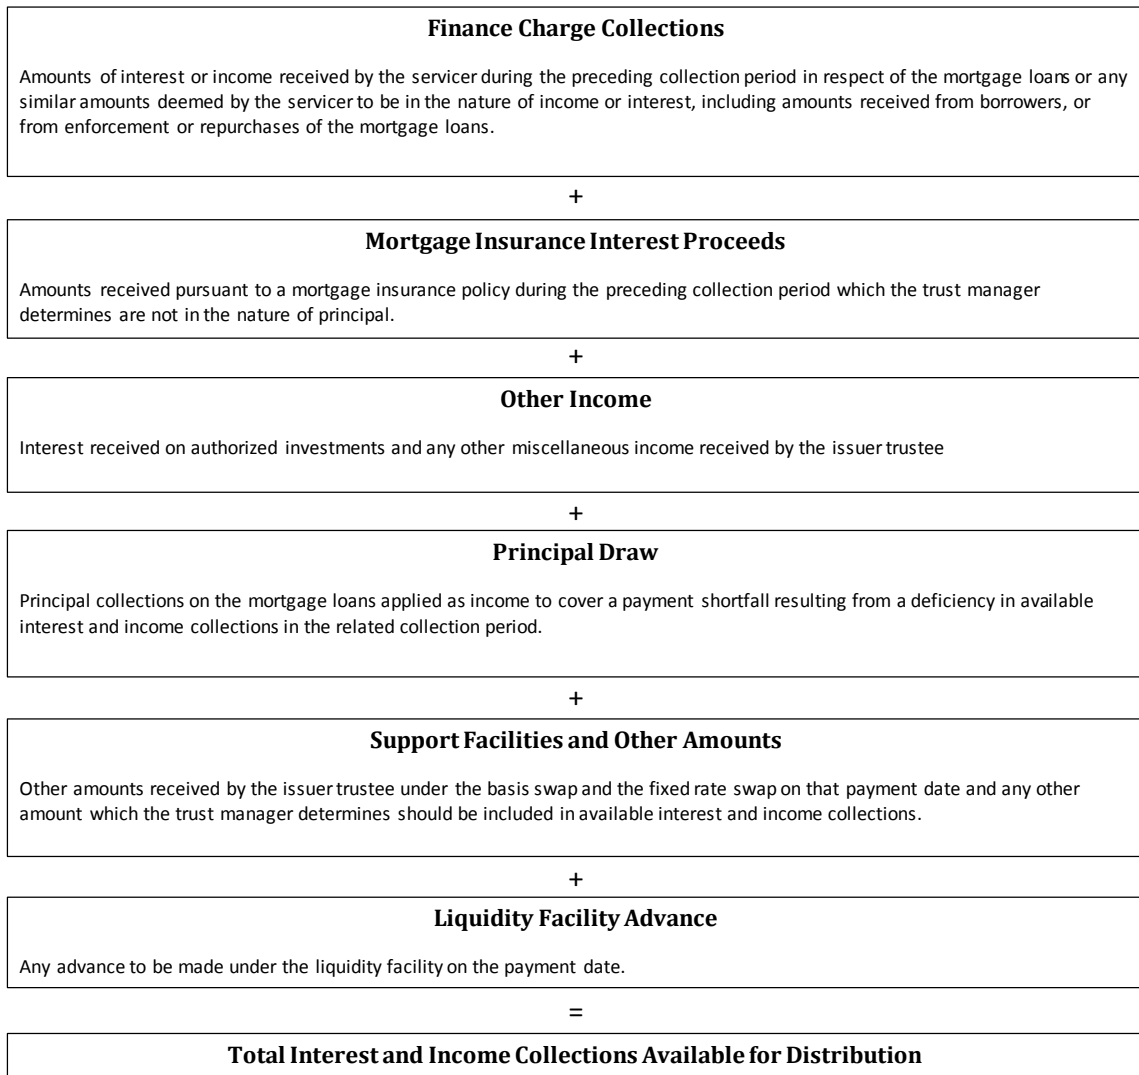 Finance Charge Collections
Amounts of interest or income received by the servicer during the preceding collection period in respect of the mortgage loans or any
similar amounts deemed by the servicer to be in the nature of income or interest, including amounts received from borrowers, or
from enforcement or repurchases of the mortgage loans.
+
Mortgage Insurance Interest Proceeds
Amounts received pursuant to a mortgage insurance policy during the preceding collection period which the trust manager
determines are not in the nature of principal.
+
Other Income
Interest received on authorized investments and any other miscellaneous income received by the issuer trustee
+
Principal Draw
Principal collections on the mortgage loans applied as income to cover a payment shortfall resulting from a deficiency in available
interest and income collections in the related collection period.
+
Support Facilities and Other Amounts
Other amounts received by the issuer trustee under the basis swap and the fixed rate swap on that payment date and any other
amount which the trust manager determines should be included in available interest and income collections.
+
Liquidity Facility Advance
Any advance to be made under the liquidity facility on the payment date.
=
Total Interest and Income Collections Available for Distribution